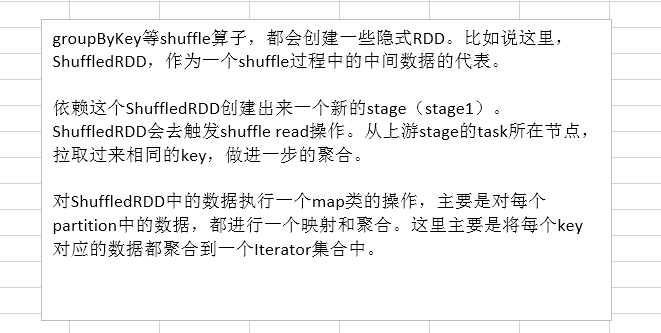 groupByKey等shuffle算子，都会创建一些隐式RDD。比如说这里，
ShuffledRDD，作为一个shuffle过程中的中间数据的代表。
依赖这个ShuffledRDD创建出来一个新的stage（stage1）。
ShuffledRDD会去触发shuffle read操作。从上游stage的task所在节点，
拉取过来相同的key，做进一步的聚合。
对ShuffledRDD中的数据执行一个map类的操作，主要是对每个
partition中的数据，都进行一个映射和聚合。这里主要是将每个key
对应的数据都聚合到一个Iterator集合中。